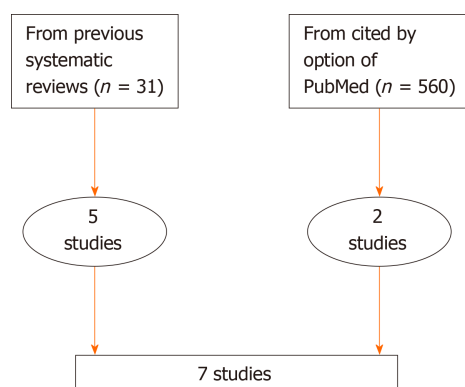 From previous
systematic
reviews (n = 31)
From cited by
option of
PubMed (n = 560)
5
studies
2
studies
7 studies